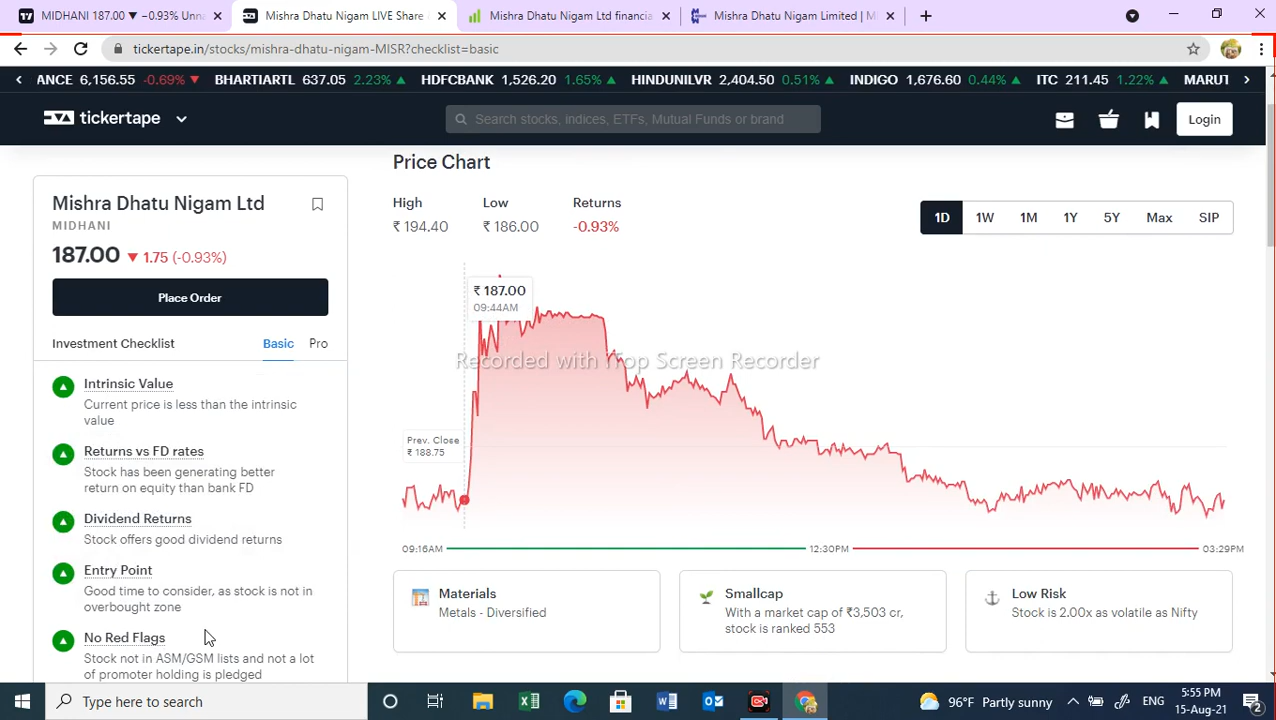 MIDHANI 187.00 ▼ −0.93% Unna
Mishra Dhatu Nigam LIVE Share
Mishra Dhatu Nigam Ltd financia
Mishra Dhatu Nigam Limited | M
tickertape.in/stocks/mishra-dhatu-nigam-MISR?checklist=basic
ANCE 6,156.55 -0.69% ▼ BHARTIARTL 637.05 2.23% ▲ HDFCBANK 1,526.20 1.65% ▲ HINDUNILVR 2,404.50 0.51% ▲ INDIGO 1,676.60 0.44% ▲ ITC 211.45 1.22% ▲ MARUT
tickertape
Search stocks, indices, ETFs, Mutual Funds or brand
Login
Mishra Dhatu Nigam Ltd
MIDHANI
187.00 ▼ 1.75 (-0.93%)
Place Order
Investment Checklist Basic Pro
Intrinsic Value
Current price is less than the intrinsic
value
Returns vs FD rates
Stock has been generating better
return on equity than bank FD
Dividend Returns
Stock offers good dividend returns
Entry Point
Good time to consider, as stock is not in
overbought zone
No Red Flags
Stock not in ASM/GSM lists and not a lot
of promoter holding is pledged
Price Chart
High Low Returns
₹ 194.40 ₹ 186.00 -0.93%
1D 1W 1M 1Y 5Y Max SIP
₹ 187.00
09:44AM
Recorded with iTop Screen Recorder
Prev. Close
₹ 188.75
09:16AM 12:30PM 03:29PM
Materials
Metals - Diversified
Smallcap
With a market cap of ₹3,503 cr,
stock is ranked 553
Low Risk
Stock is 2.00x as volatile as Nifty
Type here to search
96°F Partly sunny
ENG
5:55 PM
15-Aug-21
2